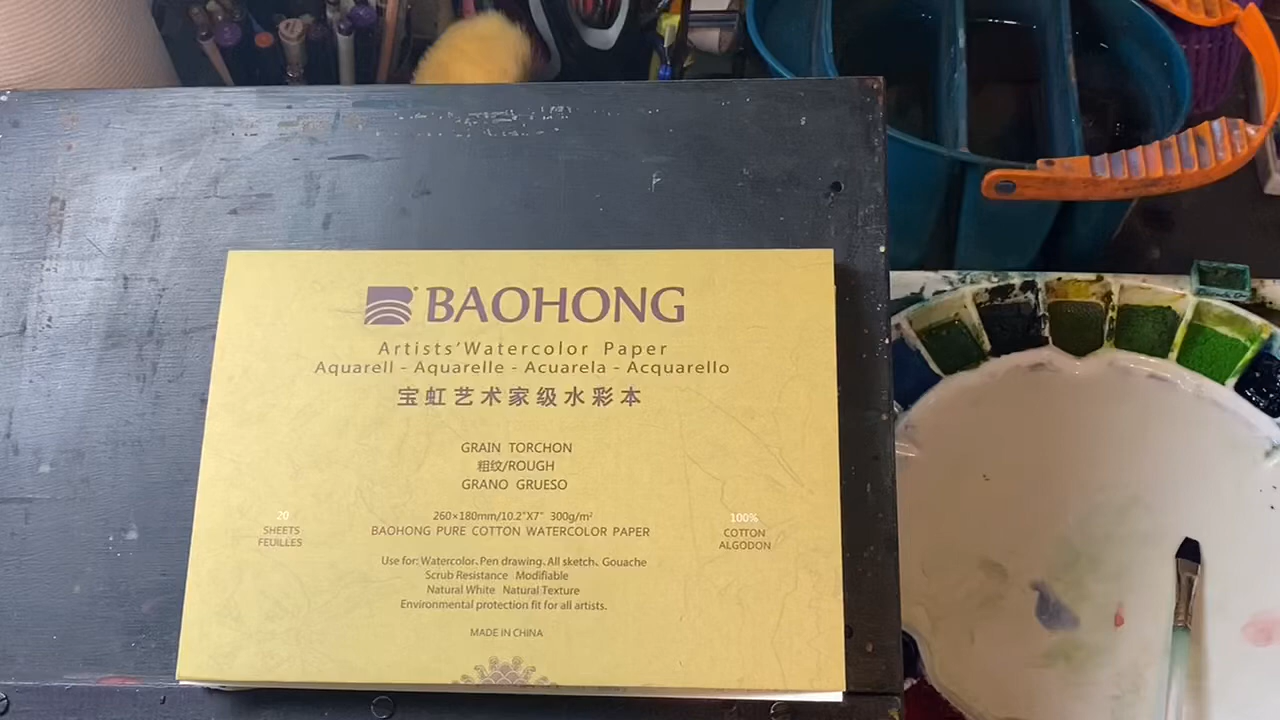 BAOHONG
Artists' Watercolor Paper
Aquarell - Aquarelle - Acuarela - Acquarello
宝虹艺术家级水彩本
GRAIN TORCHON
粗纹/ROUGH
GRANO GRUESO
260×180mm/10.2"X7" 300g/m²
BAOHONG PURE COTTON WATERCOLOR PAPER
20
SHEETS
FEUILLES
100%
COTTON
ALGODON
Use for: Watercolor、Pen drawing、All sketch、Gouache
Scrub Resistance Modifiable
Natural White Natural Texture
Environmental protection fit for all artists.
MADE IN CHINA